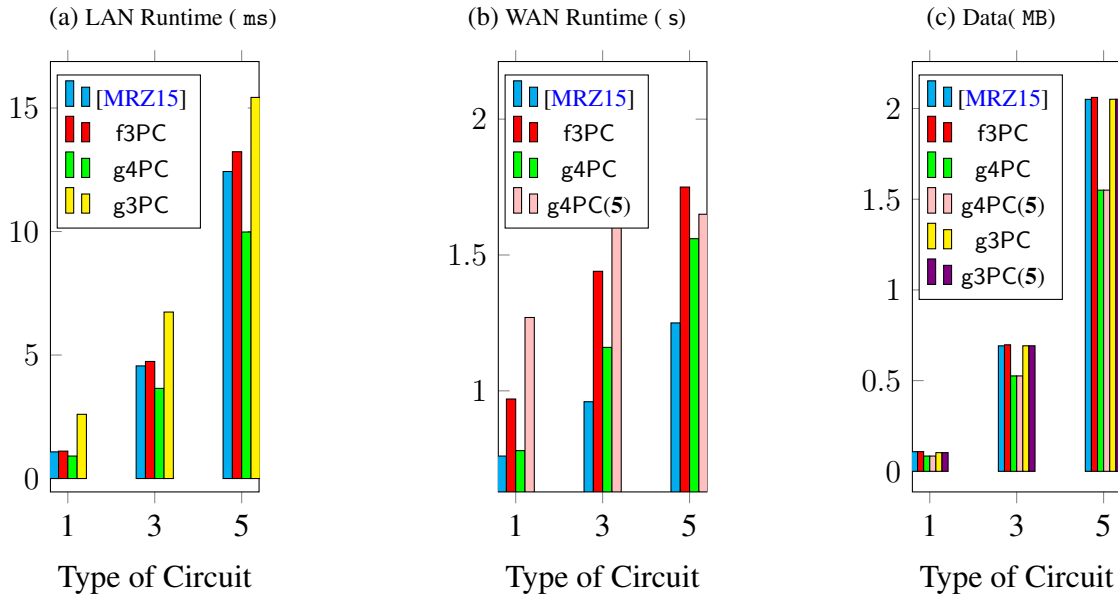 (a) LAN Runtime ( ms)
15
10
5
0
[MRZ15]
f3PC
g4PC
g3PC
1 3 5
Type of Circuit
(b) WAN Runtime ( s)
2
1.5
1
[MRZ15]
f3PC
g4PC
g4PC(5)
1 3 5
Type of Circuit
(c) Data( MB)
2
1.5
1
0.5
0
[MRZ15]
f3PC
g4PC
g4PC(5)
g3PC
g3PC(5)
1 3 5
Type of Circuit